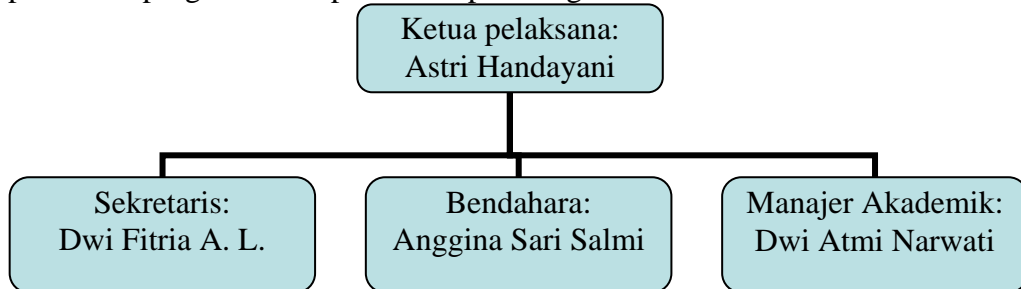 Ketua pelaksana:
Astri Handayani
Sekretaris:
Dwi Fitria A. L.
Bendahara:
Anggina Sari Salmi
Manajer Akademik:
Dwi Atmi Narwati